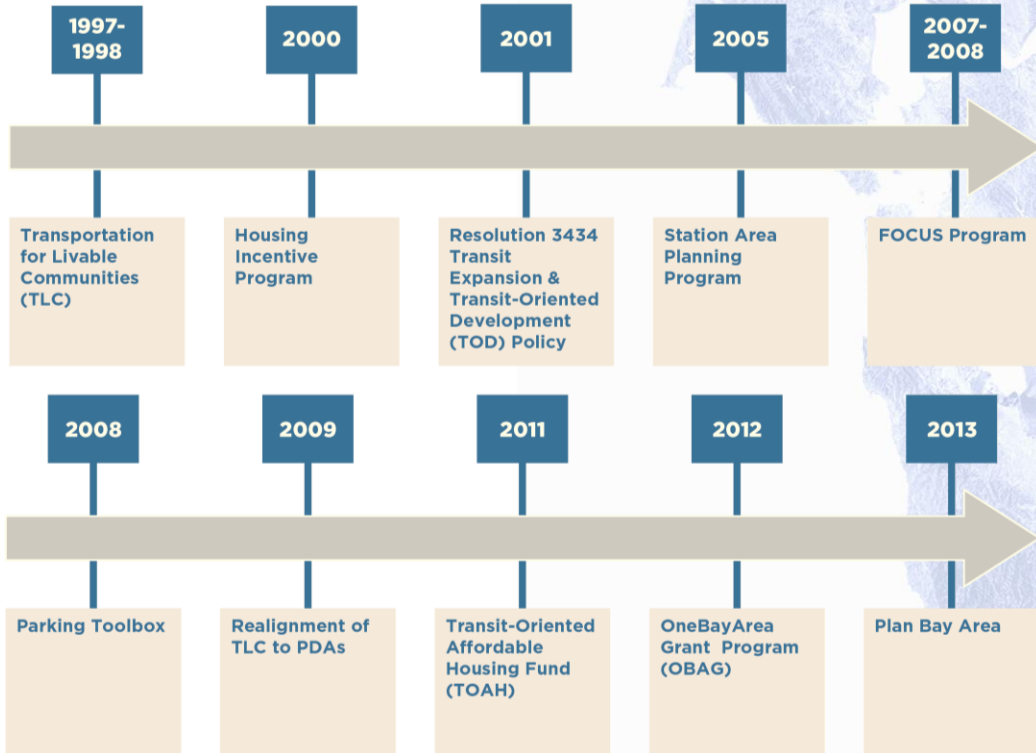 1997-
1998
2000
2001
2005
2007-
2008
Transportation
for Livable
Communities
(TLC)
Housing
Incentive
Program
Resolution 3434
Transit
Expansion &
Transit-Oriented
Development
(TOD) Policy
Station Area
Planning
Program
FOCUS Program
2008
2009
2011
2012
2013
Parking Toolbox
Realignment of
TLC to PDAs
Transit-Oriented
Affordable
Housing Fund
(TOAH)
OneBayArea
Grant Program
(OBAG)
Plan Bay Area